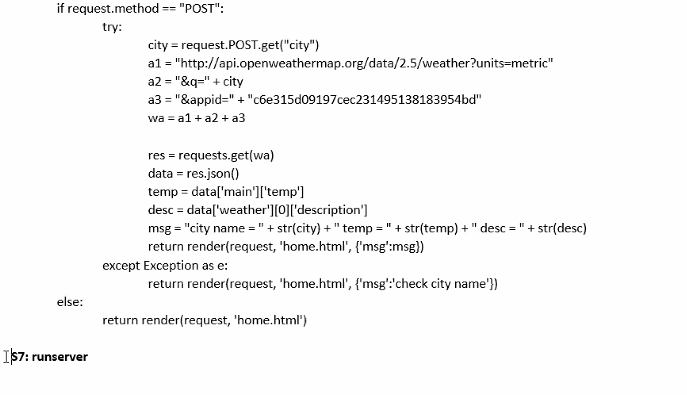 if request.method == "POST":
try:
city = request.POST.get("city")
a1 = "http://api.openweathermap.org/data/2.5/weather?units=metric"
a2 = "&q=" + city
a3 = "&appid=" + "c6e315d09197cec231495138183954bd"
wa = a1 + a2 + a3
res = requests.get(wa)
data = res.json()
temp = data['main']['temp']
desc = data['weather'][0]['description']
msg = "city name = " + str(city) + " temp = " + str(temp) + " desc = " + str(desc)
return render(request, 'home.html', {'msg':msg})
except Exception as e:
return render(request, 'home.html', {'msg':'check city name'})
else:
return render(request, 'home.html')
S7: runserver